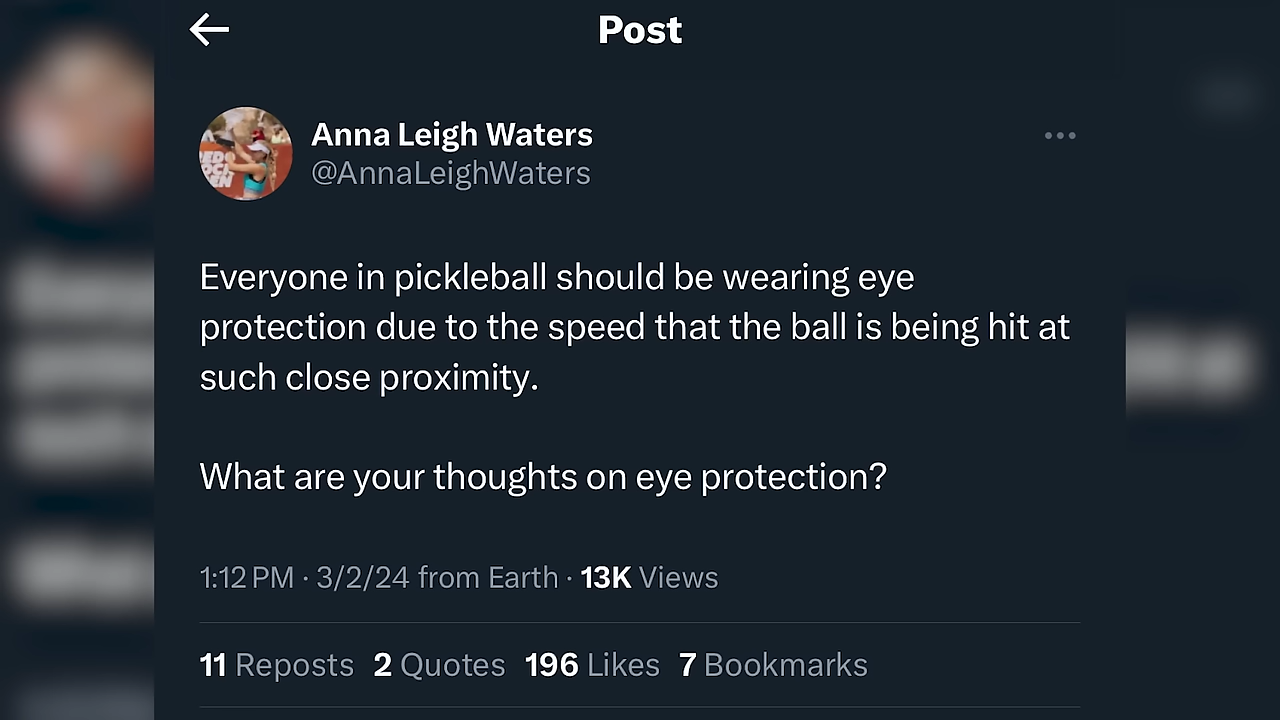 Post
Anna Leigh Waters
@AnnaLeighWaters
Everyone in pickleball should be wearing eye
protection due to the speed that the ball is being hit at
such close proximity.
What are your thoughts on eye protection?
1:12 PM · 3/2/24 from Earth · 13K Views
11 Reposts 2 Quotes 196 Likes 7 Bookmarks